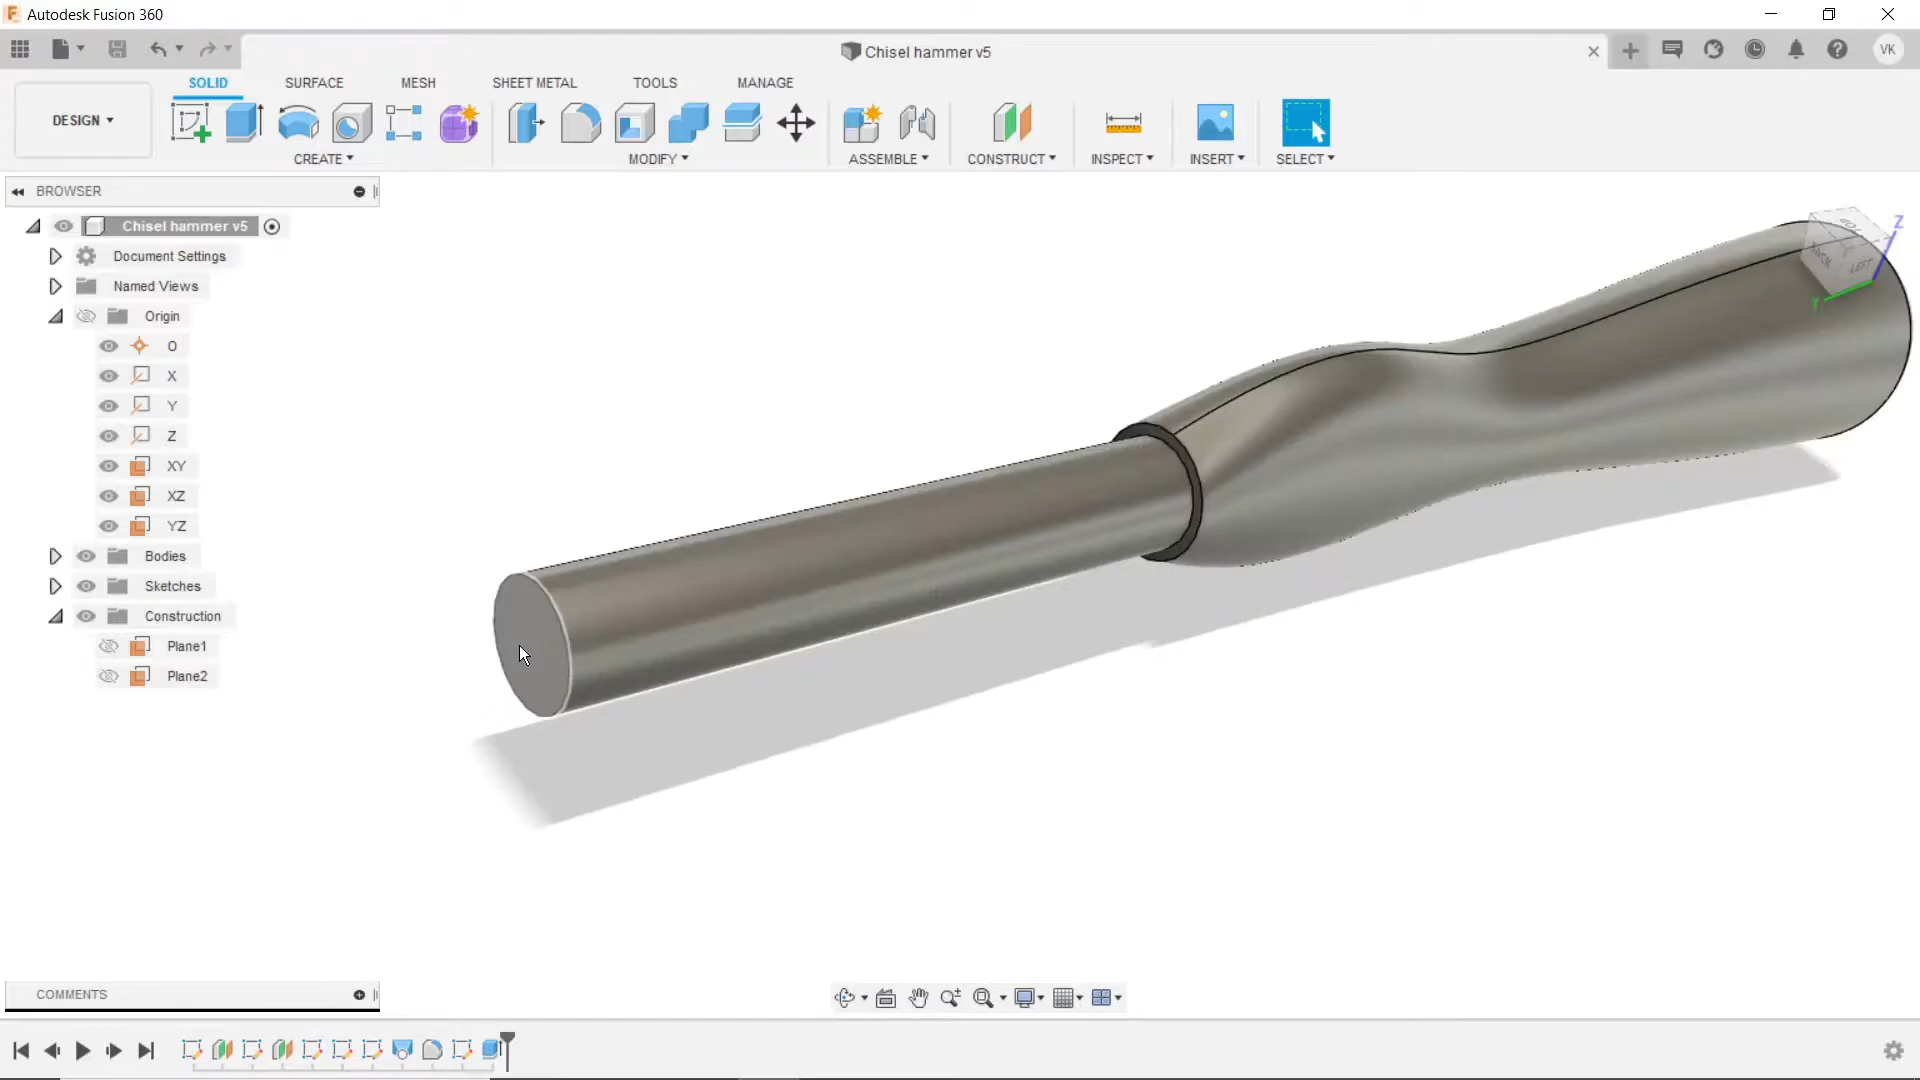 Autodesk Fusion 360
Chisel hammer v5
VK
SOLID
SURFACE
MESH
SHEET METAL
TOOLS
MANAGE
DESIGN
CREATE
MODIFY
ASSEMBLE
CONSTRUCT
INSPECT
INSERT
SELECT
BROWSER
Chisel hammer v5
Document Settings
Named Views
Origin
O
X
Y
Z
XY
XZ
YZ
Bodies
Sketches
Construction
Plane1
Plane2
Z
BACK
LEFT
Y
COMMENTS